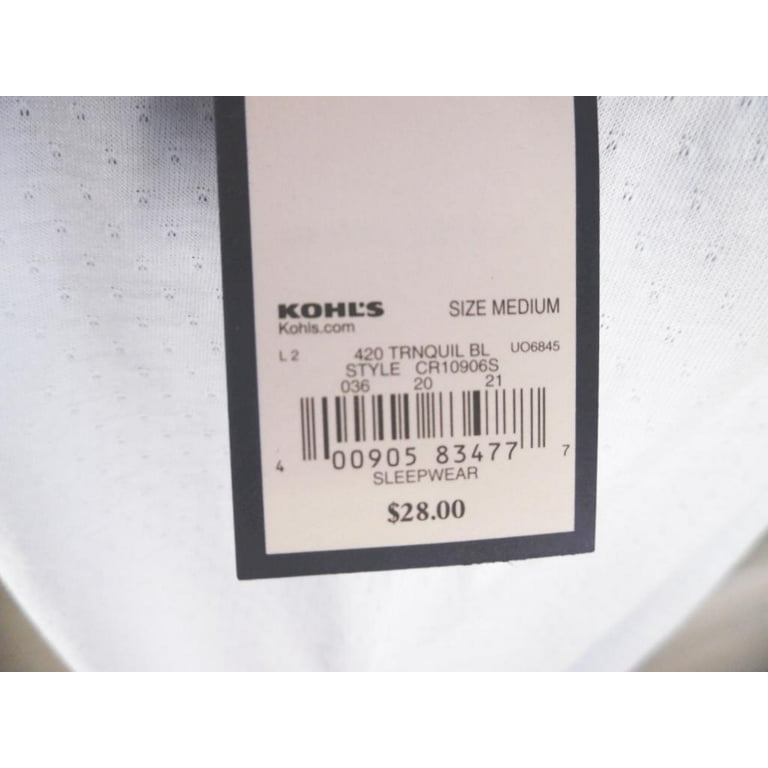 KOHL'S SIZE MEDIUM
Kohls.com
L 2 420 TRNQUIL BL UO6845
STYLE CR10906S
036 20 21
4 00905 83477 7
SLEEPWEAR
$28.00